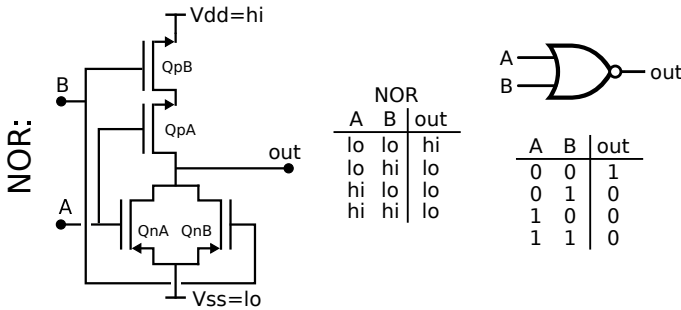 NOR:
Vdd=hi
QpB
B
QpA
out
A
QnA QnB
Vss=lo
NOR
A B out
lo lo hi
lo hi lo
hi lo lo
hi hi lo
A
B
out
A B out
0 0 1
0 1 0
1 0 0
1 1 0